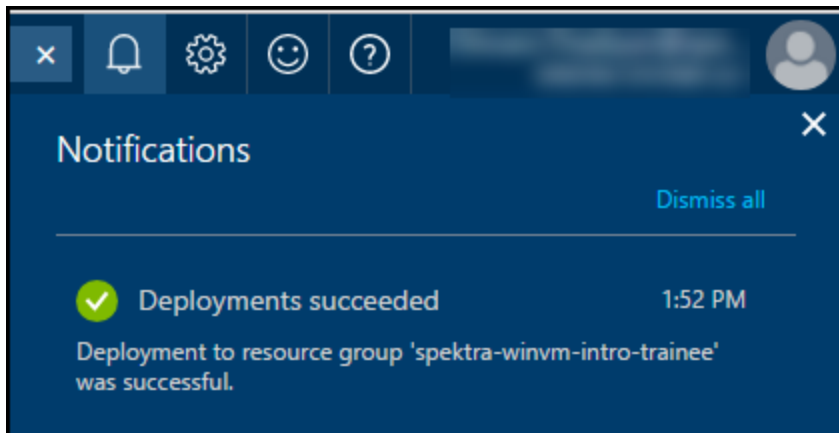 Notifications
Dismiss all
Deployments succeeded 1:52 PM
Deployment to resource group 'spektra-winvm-intro-trainee'
was successful.